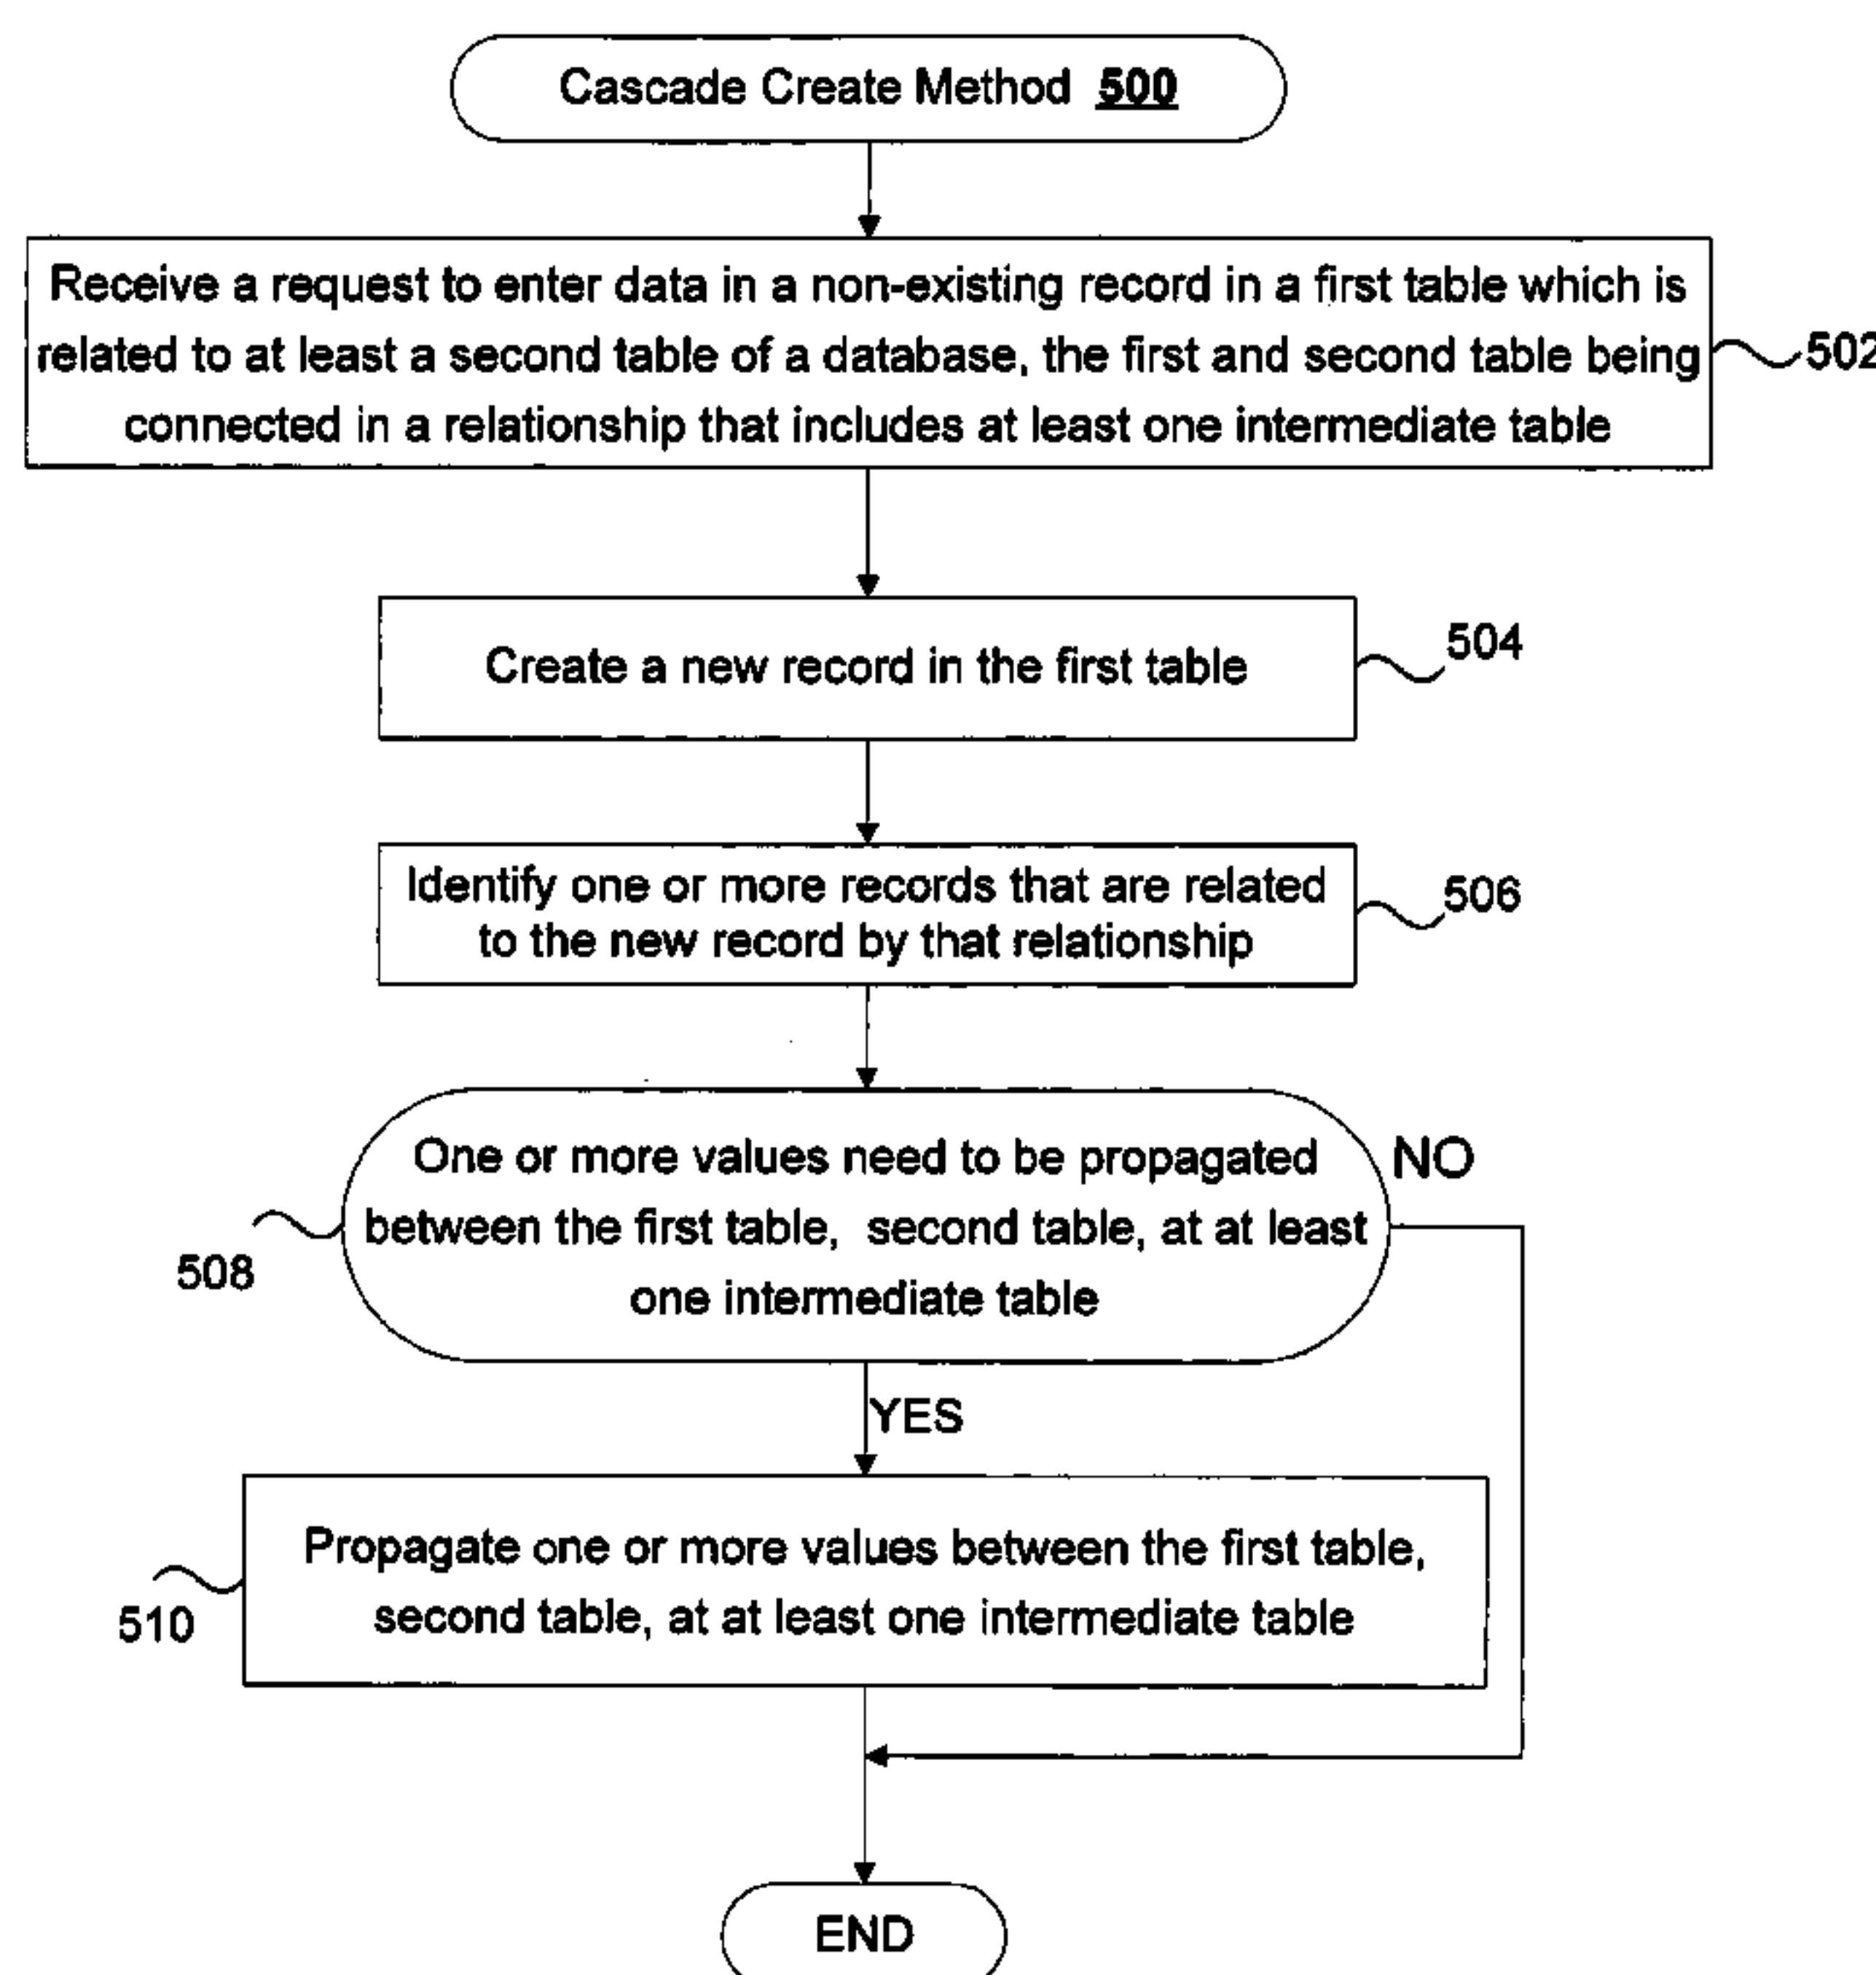 Cascade Create Method 500
Receive a request to enter data in a non-existing record in a first table which is
related to at least a second table of a database, the first and second table being
connected in a relationship that includes at least one intermediate table
502
Create a new record in the first table
504
Identify one or more records that are related
to the new record by that relationship
506
One or more values need to be propagated
between the first table, second table, at at least
one intermediate table
NO
508
YES
Propagate one or more values between the first table,
second table, at at least one intermediate table
510
END